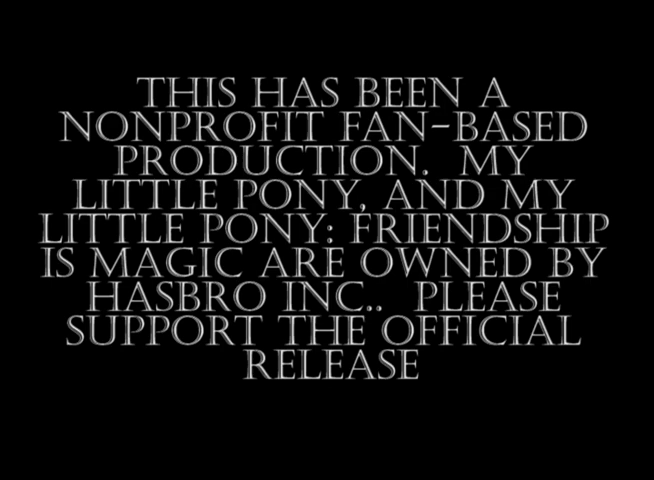 THIS HAS BEEN A
NONPROFIT FAN-BASED
PRODUCTION.  MY
LITTLE PONY, AND MY
LITTLE PONY: FRIENDSHIP
IS MAGIC ARE OWNED BY
HASBRO INC..  PLEASE
SUPPORT THE OFFICIAL
RELEASE